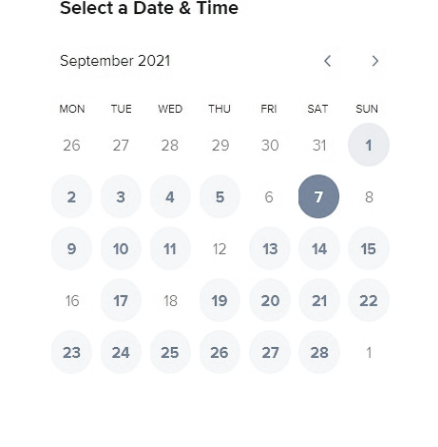 Select a Date & Time
September 2021
MON TUE WED THU FRI SAT SUN
26 27 28 29 30 31 1
2 3 4 5 6 7 8
9 10 11 12 13 14 15
16 17 18 19 20 21 22
23 24 25 26 27 28 1